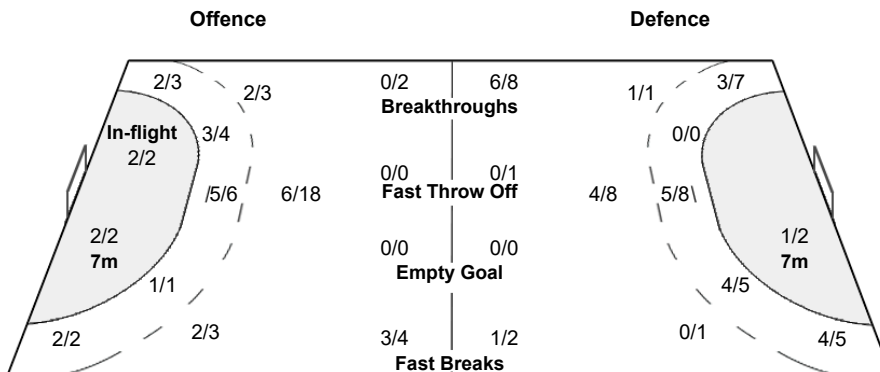 Offence Defence
2/3 2/3 0/2 6/8 1/1 3/7
Breakthroughs
In-flight 3/4 0/0
2/2
0/0 0/1
5/6 6/18 Fast Throw Off 4/8 5/8
2/2 0/0 0/0 1/2
7m Empty Goal 7m
1/1 4/5
2/2 2/3 3/4 1/2 0/1 4/5
Fast Breaks